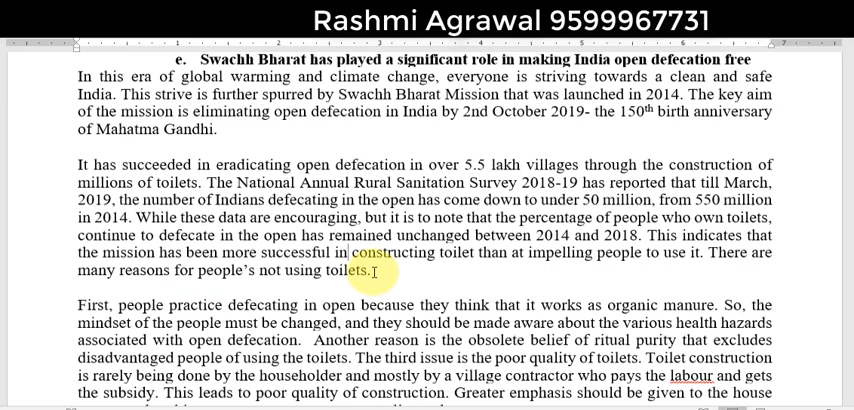 Rashmi Agrawal 9599967731
1 2 3 4 5 6 7
e. Swachh Bharat has played a significant role in making India open defecation free
In this era of global warming and climate change, everyone is striving towards a clean and safe
India. This strive is further spurred by Swachh Bharat Mission that was launched in 2014. The key aim
of the mission is eliminating open defecation in India by 2nd October 2019- the 150th birth anniversary
of Mahatma Gandhi.
It has succeeded in eradicating open defecation in over 5.5 lakh villages through the construction of
millions of toilets. The National Annual Rural Sanitation Survey 2018-19 has reported that till March,
2019, the number of Indians defecating in the open has come down to under 50 million, from 550 million
in 2014. While these data are encouraging, but it is to note that the percentage of people who own toilets,
continue to defecate in the open has remained unchanged between 2014 and 2018. This indicates that
the mission has been more successful in constructing toilet than at impelling people to use it. There are
many reasons for people's not using toilets.
First, people practice defecating in open because they think that it works as organic manure. So, the
mindset of the people must be changed, and they should be made aware about the various health hazards
associated with open defecation. Another reason is the obsolete belief of ritual purity that excludes
disadvantaged people of using the toilets. The third issue is the poor quality of toilets. Toilet construction
is rarely being done by the householder and mostly by a village contractor who pays the labour and gets
the subsidy. This leads to poor quality of construction. Greater emphasis should be given to the house